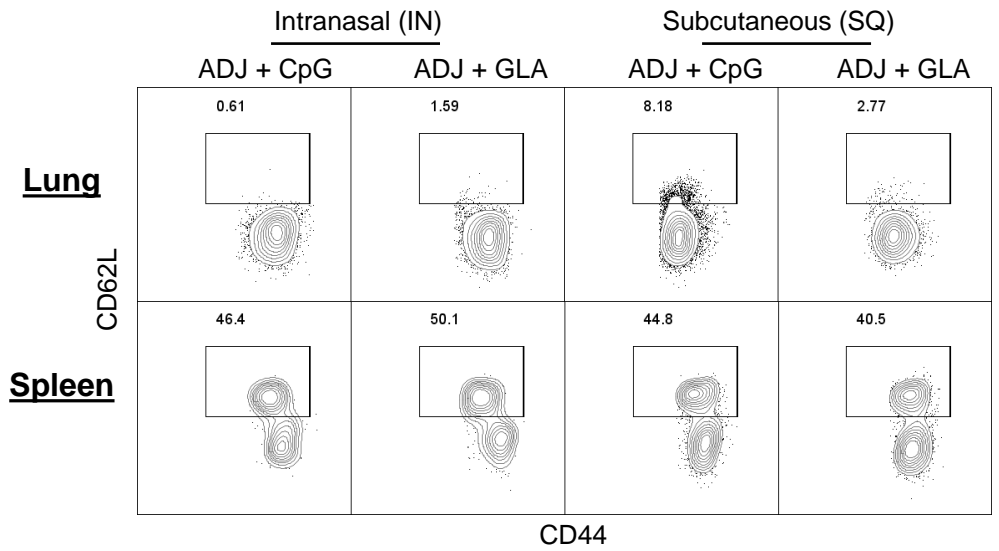 Intranasal (IN) Subcutaneous (SQ)
ADJ + CpG ADJ + GLA ADJ + CpG ADJ + GLA
0.61 1.59 8.18 2.77
Lung
CD62L
46.4 50.1 44.8 40.5
Spleen
CD44